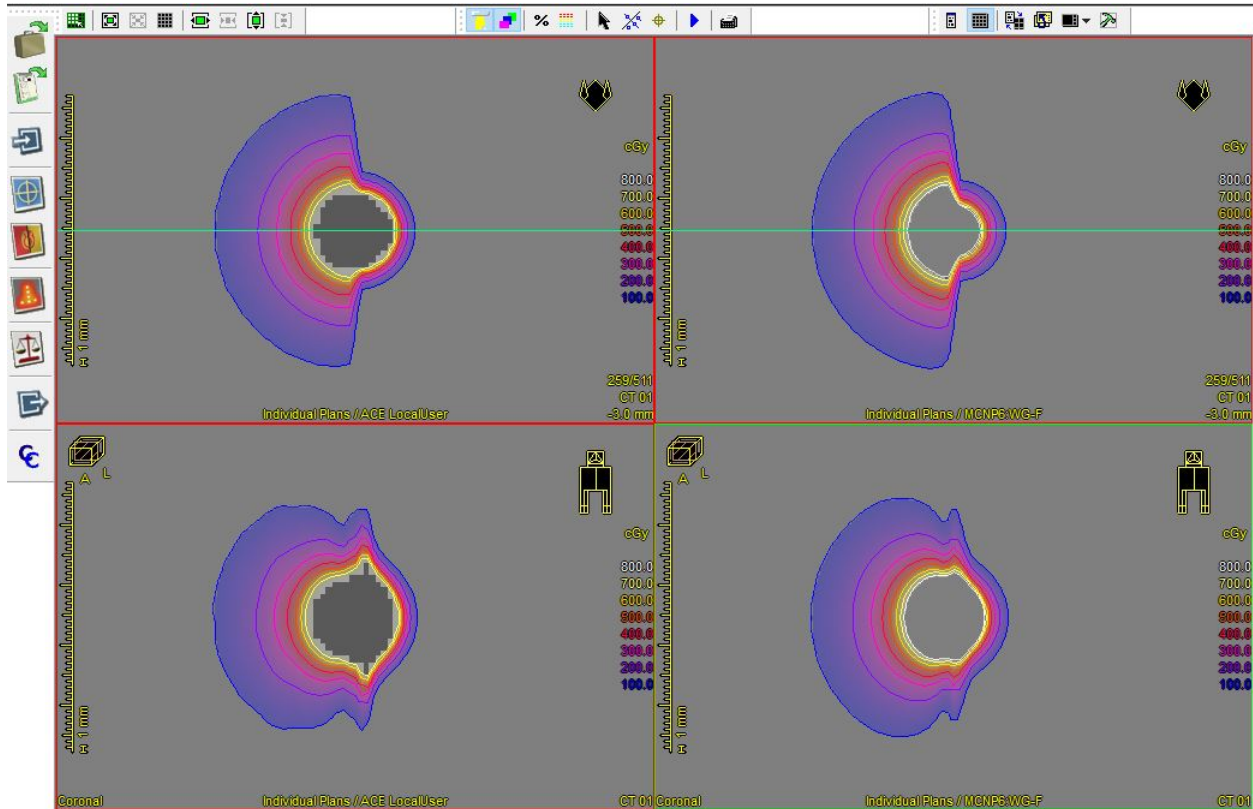 %
cGy
800.0
700.0
600.0
500.0
400.0
300.0
200.0
100.0
H 1 mm
259/511
CT 01
-3.0 mm
Individual Plans / ACE LocalUser
cGy
800.0
700.0
600.0
500.0
400.0
300.0
200.0
100.0
H 1 mm
259/511
CT 01
-3.0 mm
Individual Plans / MCNP6 WG-F
A L
cGy
800.0
700.0
600.0
500.0
400.0
300.0
200.0
100.0
H 1 mm
Coronal Individual Plans / ACE LocalUser CT 01
A L
cGy
800.0
700.0
600.0
500.0
400.0
300.0
200.0
100.0
H 1 mm
Coronal Individual Plans / MCNP6 WG-F CT 01